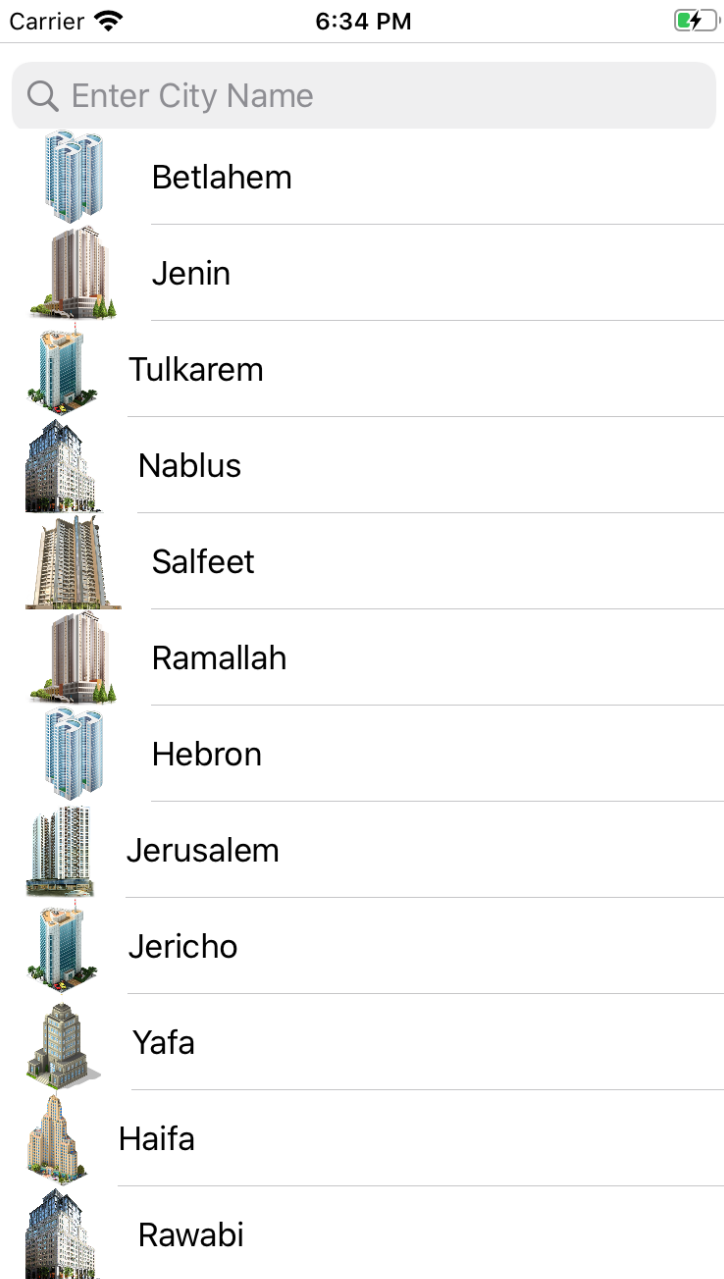 Carrier 6:34 PM
Enter City Name
Betlahem
Jenin
Tulkarem
Nablus
Salfeet
Ramallah
Hebron
Jerusalem
Jericho
Yafa
Haifa
Rawabi